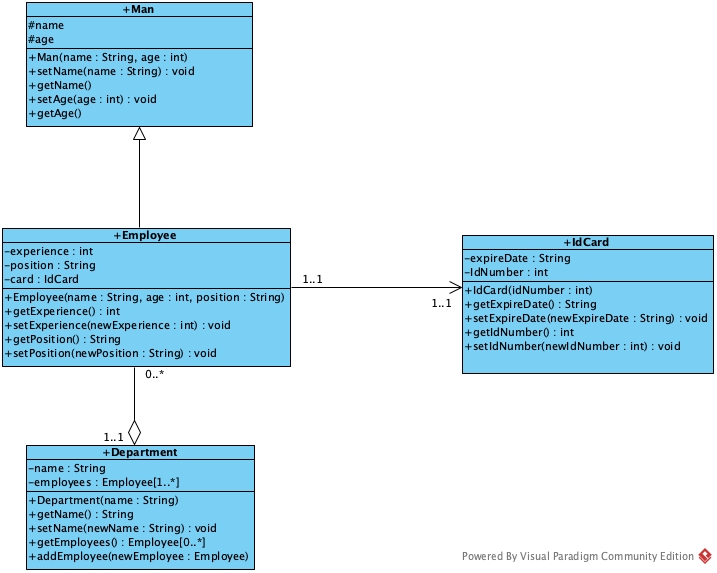 +Man
#name
#age
+Man(name : String, age : int)
+setName(name : String) : void
+getName()
+setAge(age : int) : void
+getAge()
+Employee
-experience : int
-position : String
-card : IdCard
+Employee(name : String, age : int, position : String)
+getExperience() : int
+setExperience(newExperience : int) : void
+getPosition() : String
+setPosition(newPosition : String) : void
1..1
1..1
+IdCard
-expireDate : String
-IdNumber : int
+IdCard(idNumber : int)
+getExpireDate() : String
+setExpireDate(newExpireDate : String) : void
+getIdNumber() : int
+setIdNumber(newIdNumber : int) : void
0..*
1..1
+Department
-name : String
-employees : Employee[1..*]
+Department(name : String)
+getName() : String
+setName(newName : String) : void
+getEmployees() : Employee[0..*]
+addEmployee(newEmployee : Employee)
Powered By Visual Paradigm Community Edition